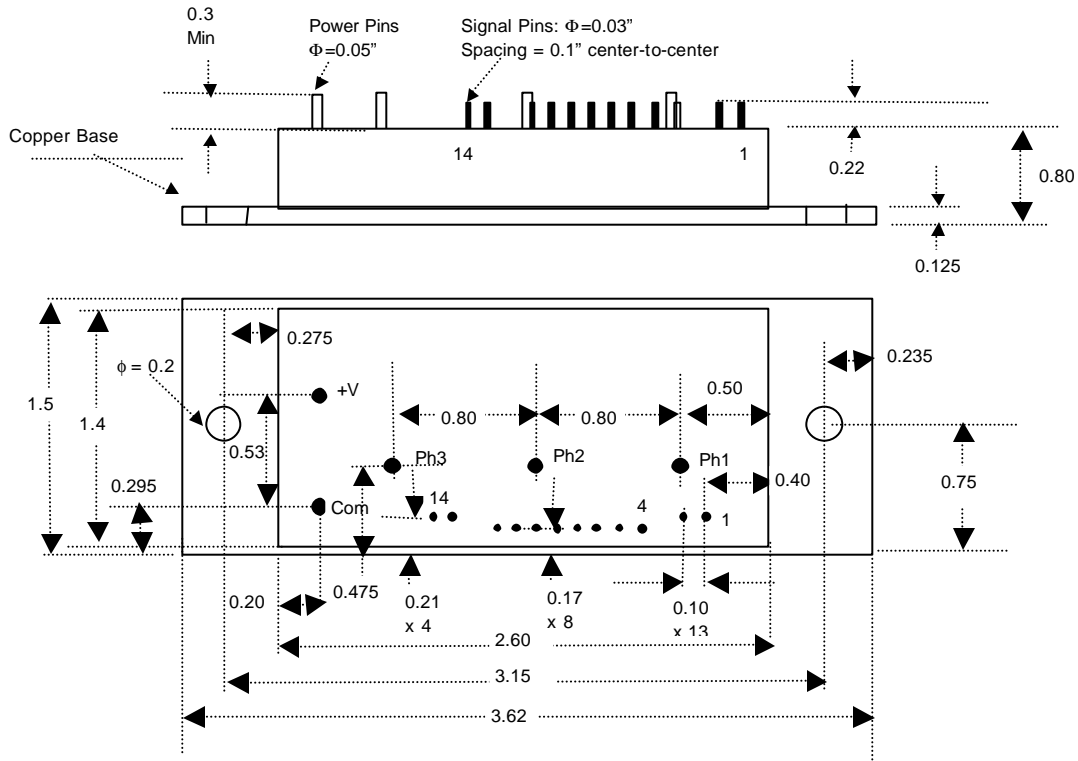 0.3
Min
Power Pins
Φ=0.05”
Signal Pins: Φ=0.03”
Spacing = 0.1” center-to-center
Copper Base
14
1
0.22
0.80
0.125
0.275
0.235
ϕ = 0.2
+V
0.50
1.5
1.4
0.80
0.80
0.53
Ph3
Ph2
Ph1
0.75
0.40
0.295
14
4
1
Com
0.20
0.475
0.21
x 4
0.17
x 8
0.10
x 13
2.60
3.15
3.62